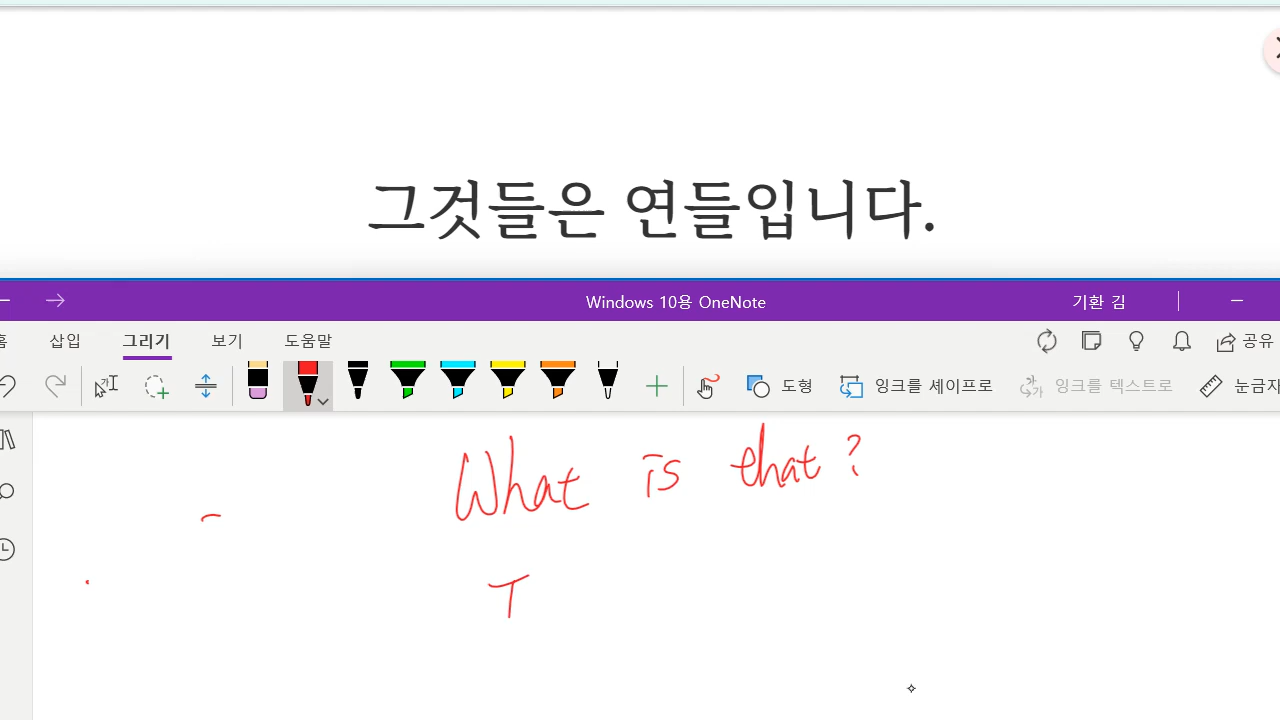 그것들은 연들입니다.
Windows 10용 OneNote
기환 김
삽입 그리기 보기 도움말
공유
도형 잉크를 셰이프로 잉크를 텍스트로
What is that?
T